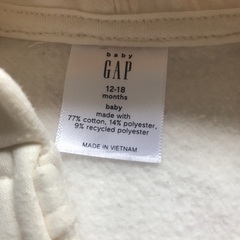 baby
GAP
12-18
months
baby
made with
77% cotton, 14% polyester,
9% recycled polyester
MADE IN VIETNAM